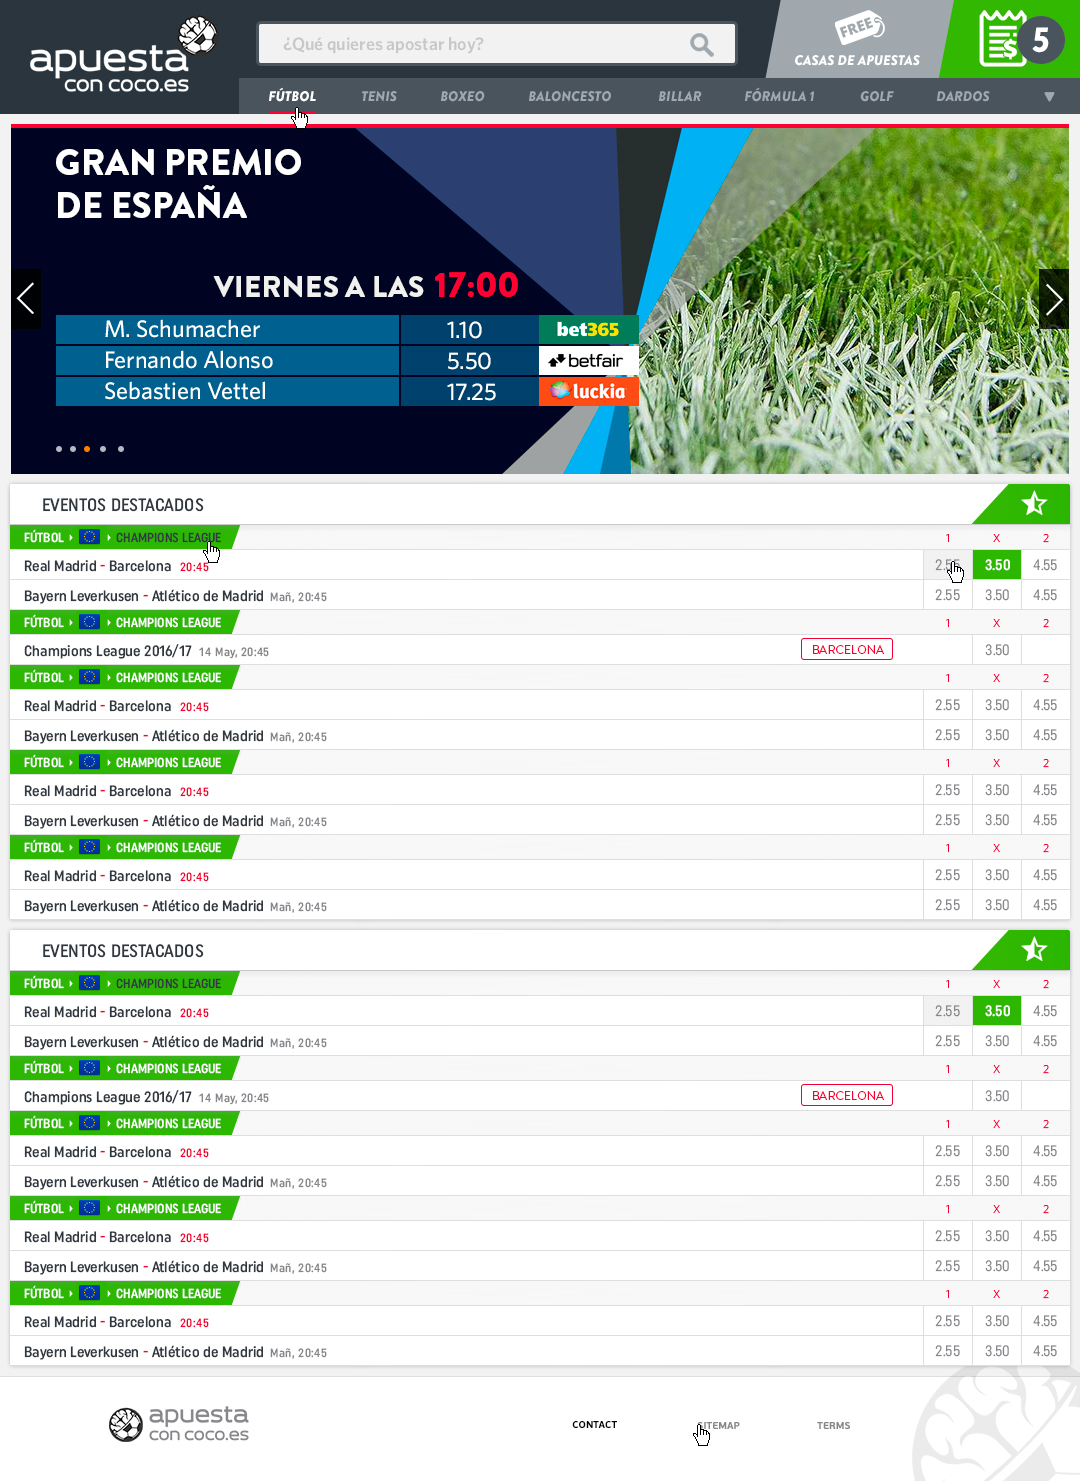 apuesta
con coco.es
¿Qué quieres apostar hoy?
FREE
CASAS DE APUESTAS
$
5
FÚTBOL TENIS BOXEO BALONCESTO BILLAR FÓRMULA 1 GOLF DARDOS
GRAN PREMIO
DE ESPAÑA
VIERNES A LAS 17:00
M. Schumacher 1.10 bet365
Fernando Alonso 5.50 betfair
Sebastien Vettel 17.25 luckia
EVENTOS DESTACADOS
FÚTBOL CHAMPIONS LEAGUE 1 X 2
Real Madrid - Barcelona 20:45 2.55 3.50 4.55
Bayern Leverkusen - Atlético de Madrid Mañ, 20:45 2.55 3.50 4.55
FÚTBOL CHAMPIONS LEAGUE 1 X 2
Champions League 2016/17 14 May, 20:45 BARCELONA 3.50
FÚTBOL CHAMPIONS LEAGUE 1 X 2
Real Madrid - Barcelona 20:45 2.55 3.50 4.55
Bayern Leverkusen - Atlético de Madrid Mañ, 20:45 2.55 3.50 4.55
FÚTBOL CHAMPIONS LEAGUE 1 X 2
Real Madrid - Barcelona 20:45 2.55 3.50 4.55
Bayern Leverkusen - Atlético de Madrid Mañ, 20:45 2.55 3.50 4.55
FÚTBOL CHAMPIONS LEAGUE 1 X 2
Real Madrid - Barcelona 20:45 2.55 3.50 4.55
Bayern Leverkusen - Atlético de Madrid Mañ, 20:45 2.55 3.50 4.55
EVENTOS DESTACADOS
FÚTBOL CHAMPIONS LEAGUE 1 X 2
Real Madrid - Barcelona 20:45 2.55 3.50 4.55
Bayern Leverkusen - Atlético de Madrid Mañ, 20:45 2.55 3.50 4.55
FÚTBOL CHAMPIONS LEAGUE 1 X 2
Champions League 2016/17 14 May, 20:45 BARCELONA 3.50
FÚTBOL CHAMPIONS LEAGUE 1 X 2
Real Madrid - Barcelona 20:45 2.55 3.50 4.55
Bayern Leverkusen - Atlético de Madrid Mañ, 20:45 2.55 3.50 4.55
FÚTBOL CHAMPIONS LEAGUE 1 X 2
Real Madrid - Barcelona 20:45 2.55 3.50 4.55
Bayern Leverkusen - Atlético de Madrid Mañ, 20:45 2.55 3.50 4.55
FÚTBOL CHAMPIONS LEAGUE 1 X 2
Real Madrid - Barcelona 20:45 2.55 3.50 4.55
Bayern Leverkusen - Atlético de Madrid Mañ, 20:45 2.55 3.50 4.55
apuesta
con coco.es
CONTACT SITEMAP TERMS